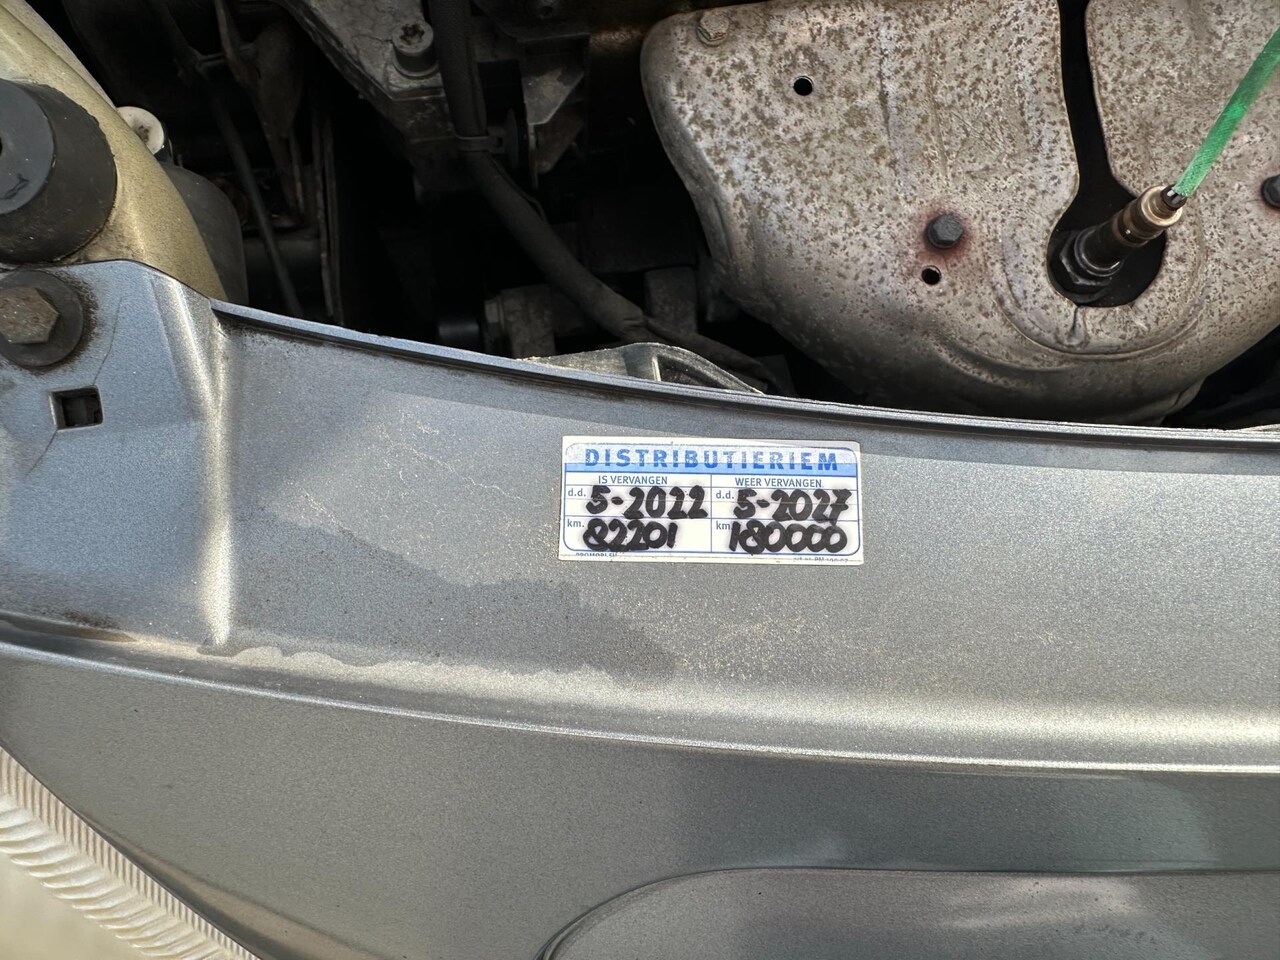 DISTRIBUTIERIEM
IS VERVANGEN WEER VERVANGEN
d.d. 5-2022 d.d. 5-2027
km. 82201 km. 180000